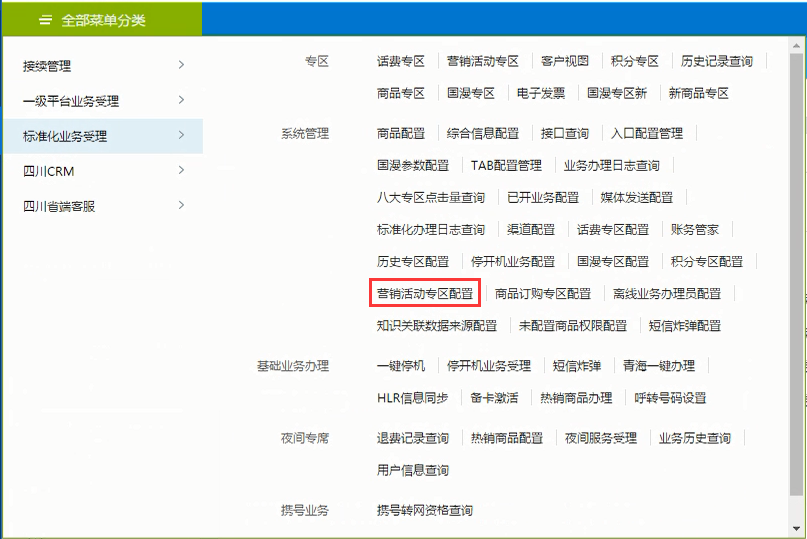 全部菜单分类
接续管理
一级平台业务受理
标准化业务受理
四川CRM
四川省端客服
专区 话费专区 营销活动专区 客户视图 积分专区 历史记录查询
商品专区 国漫专区 电子发票 国漫专区新 新商品专区
系统管理 商品配置 综合信息配置 接口查询 入口配置管理
国漫参数配置 TAB配置管理 业务办理日志查询
八大专区点击量查询 已开业务配置 媒体发送配置
标准化办理日志查询 渠道配置 话费专区配置 账务管家
历史专区配置 停开机业务配置 国漫专区配置 积分专区配置
营销活动专区配置 商品订购专区配置 离线业务办理员配置
知识关联数据来源配置 未配置商品权限配置 短信炸弹配置
基础业务办理 一键停机 停开机业务受理 短信炸弹 青海一键办理
HLR信息同步 备卡激活 热销商品办理 呼转号码设置
夜间专席 退费记录查询 热销商品配置 夜间服务受理 业务历史查询
用户信息查询
携号业务 携号转网资格查询